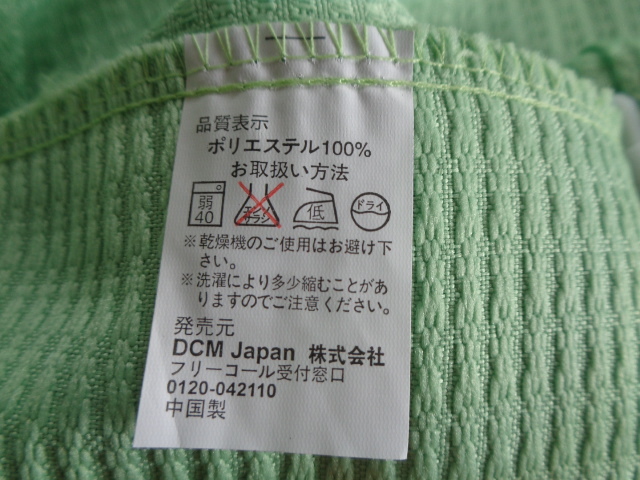 品質表示
ポリエステル100%
お取扱い方法
弱
40
エンソ
サラシ
低
ドライ
※乾燥機のご使用はお避け下
さい。
※洗濯により多少縮むことがあ
りますのでご注意ください。
発売元
DCM Japan 株式会社
フリーコール受付窓口
0120-042110
中国製